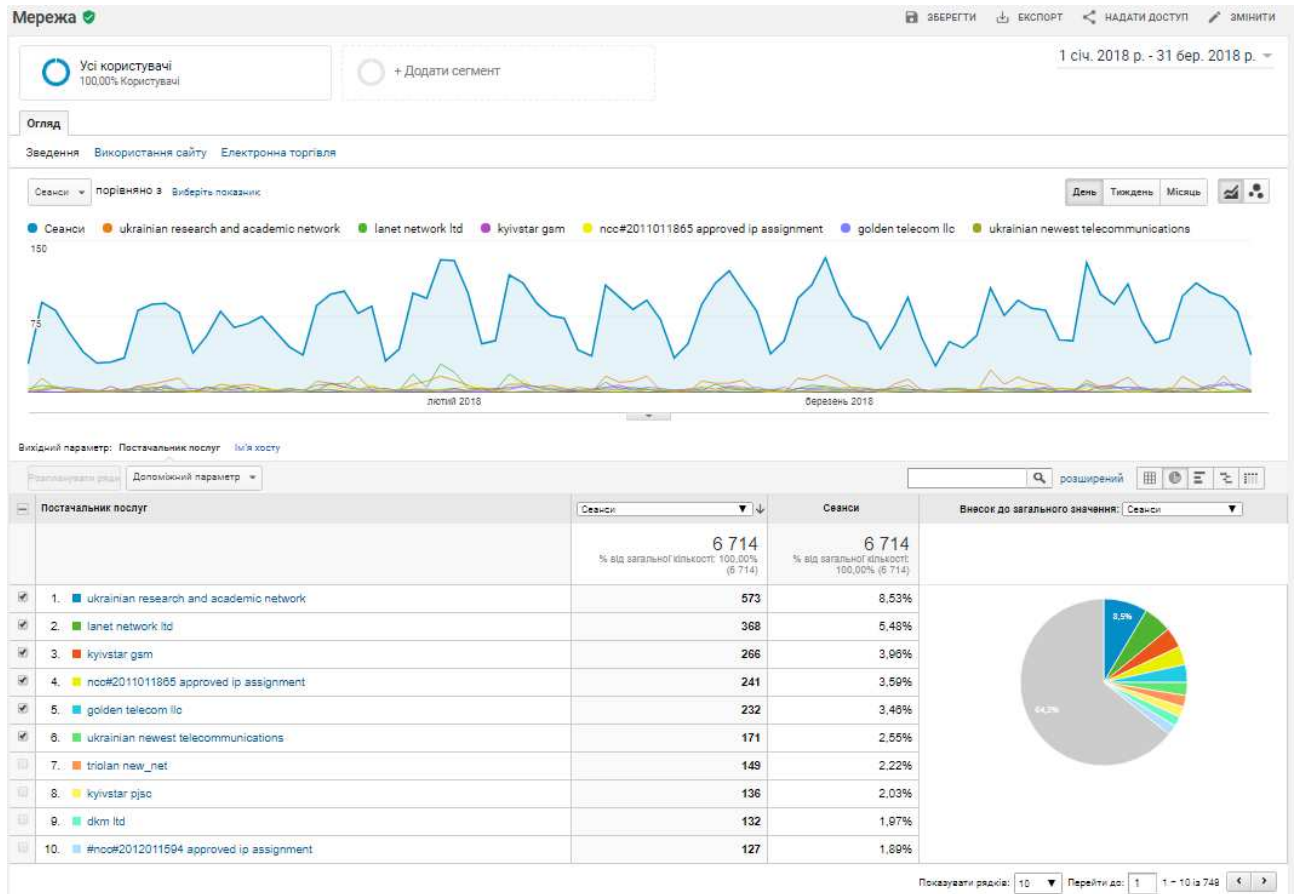 Мережа
ЗБЕРЕГТИ ЕКСПОРТ НАДАТИ ДОСТУП ЗМІНИТИ
Усі користувачі
100,00% Користувачі
+ Додати сегмент
1 січ. 2018 р. - 31 бер. 2018 р.
Огляд
Зведення Використання сайту Електронна торгівля
Сеанси порівняно з Виберіть показник
День Тиждень Місяць
Сеанси ukrainian research and academic network lanet network ltd kyivstar gsm ncc#2011011865 approved ip assignment golden telecom llc ukrainian newest telecommunications
150
75
лютий 2018 березень 2018
Вихідний параметр: Постачальник послуг Ім'я хосту
Допоміжний параметр
розширений
Постачальник послуг Сеанси Сеанси Внесок до загального значення: Сеанси
6 714 6 714
% від загальної кількості: 100,00% (6 714) % від загальної кількості: 100,00% (6 714)
1. ukrainian research and academic network 573 8,53%
2. lanet network ltd 368 5,48%
3. kyivstar gsm 266 3,96%
4. ncc#2011011865 approved ip assignment 241 3,59%
5. golden telecom llc 232 3,46%
6. ukrainian newest telecommunications 171 2,55%
7. triolan new_net 149 2,22%
8. kyivstar pjsc 136 2,03%
9. dkm ltd 132 1,97%
10. #ncc#2012011594 approved ip assignment 127 1,89%
8,5%
64,3%
Показувати рядків: 10 Перейти до: 1 1 – 10 із 749